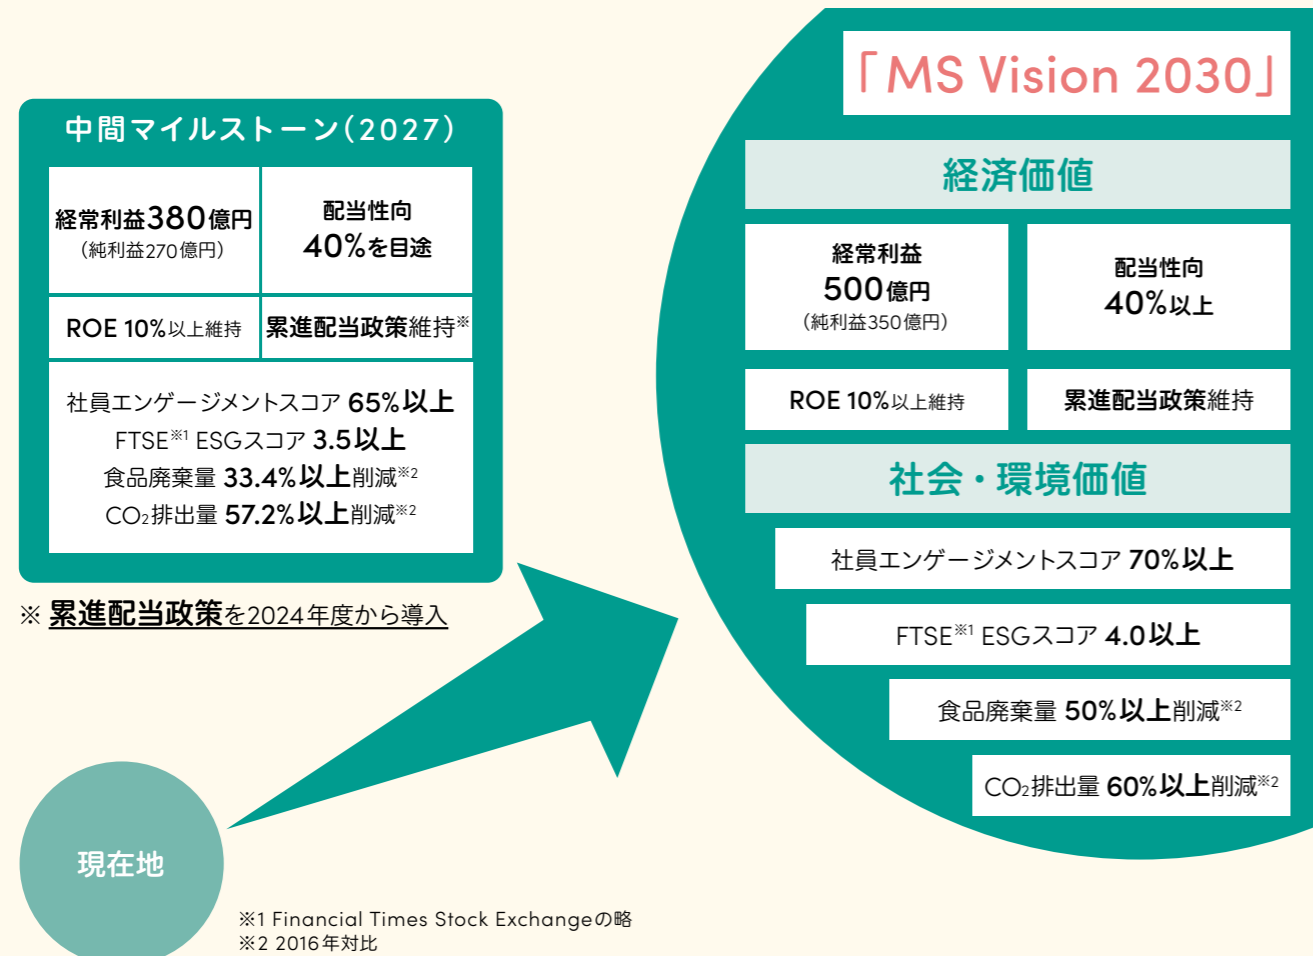 中間マイルストーン(2027)
経常利益380億円
(純利益270億円)
配当性向
40%を目途
ROE 10%以上維持
累進配当政策維持※
社員エンゲージメントスコア 65%以上
FTSE※1 ESGスコア 3.5以上
食品廃棄量 33.4%以上削減※2
CO₂排出量 57.2%以上削減※2
※ 累進配当政策を2024年度から導入
現在地
「MS Vision 2030」
経済価値
経常利益
500億円
(純利益350億円)
配当性向
40%以上
ROE 10%以上維持
累進配当政策維持
社会・環境価値
社員エンゲージメントスコア 70%以上
FTSE※1 ESGスコア 4.0以上
食品廃棄量 50%以上削減※2
CO₂排出量 60%以上削減※2
※1 Financial Times Stock Exchangeの略
※2 2016年対比